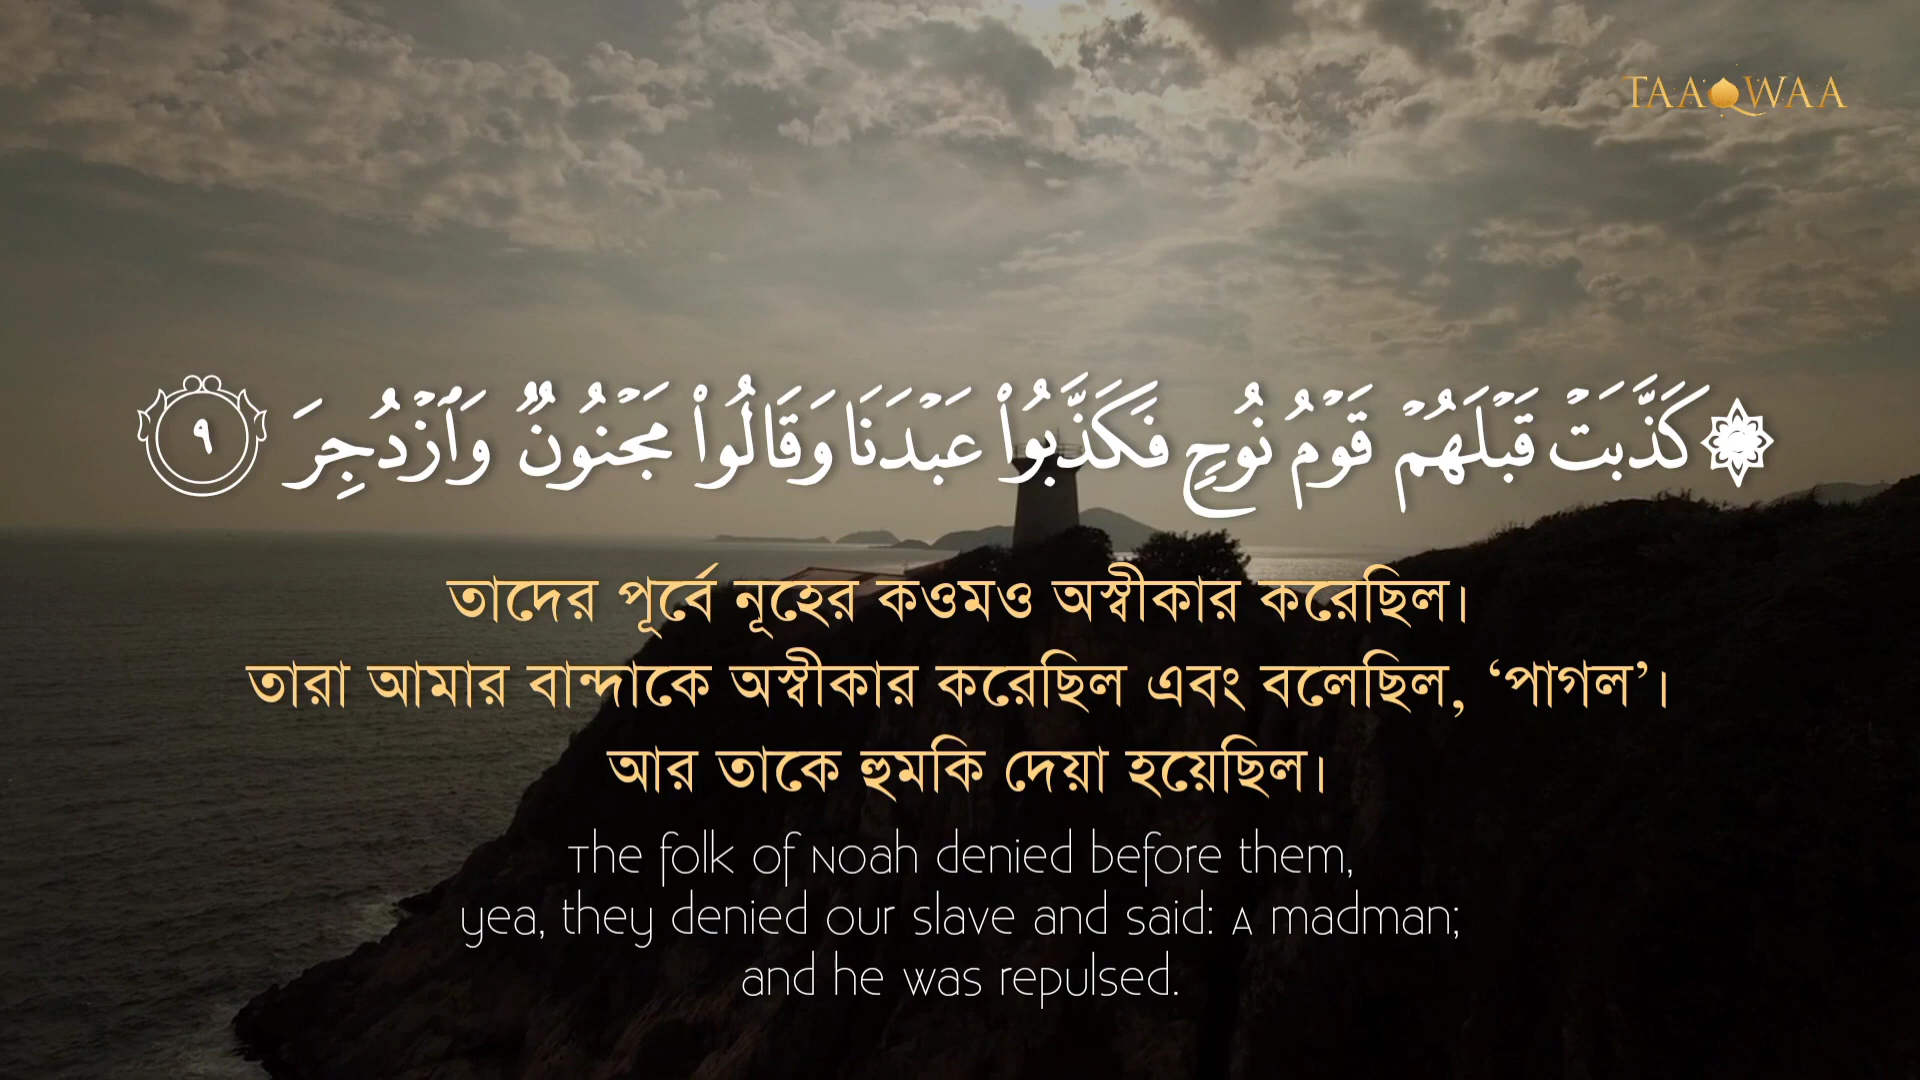 TAAQWAA
۞ كَذَّبَتْ قَبْلَهُمْ قَوْمُ نُوحٍ فَكَذَّبُوا۟ عَبْدَنَا وَقَالُوا۟ مَجْنُونٌ وَٱزْدُجِرَ ٩
তাদের পূর্বে নূহের কওমও অস্বীকার করেছিল।
তারা আমার বান্দাকে অস্বীকার করেছিল এবং বলেছিল, ‘পাগল’।
আর তাকে হুমকি দেয়া হয়েছিল।
The folk of Noah denied before them,
yea, they denied our slave and said: A madman;
and he was repulsed.